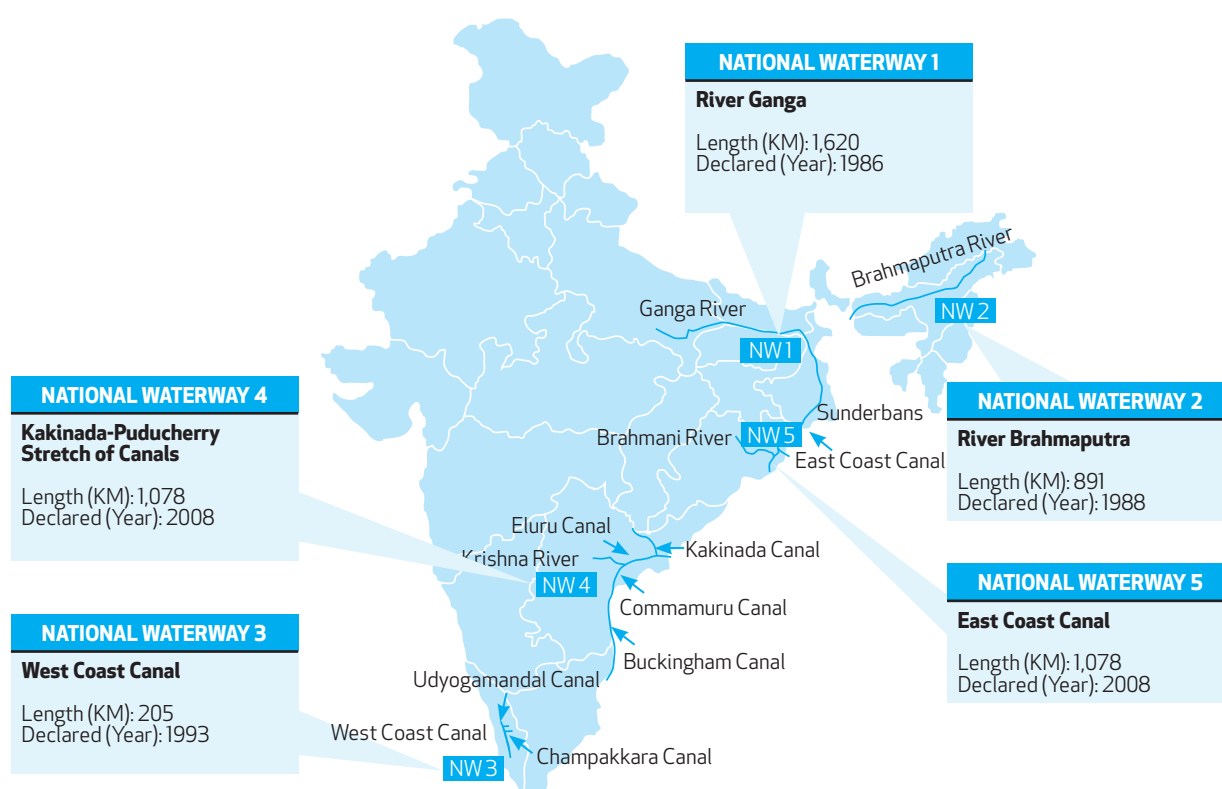 NATIONAL WATERWAY 1
River Ganga
Length (KM): 1,620
Declared (Year): 1986
Brahmaputra River
Ganga River
NW 2
NW 1
NATIONAL WATERWAY 4
Kakinada-Puducherry
Stretch of Canals
Length (KM): 1,078
Declared (Year): 2008
NATIONAL WATERWAY 2
River Brahmaputra
Length (KM): 891
Declared (Year): 1988
Sunderbans
Brahmani River
NW 5
East Coast Canal
Eluru Canal
Kakinada Canal
Krishna River
NW 4
Commamuru Canal
NATIONAL WATERWAY 5
East Coast Canal
Length (KM): 1,078
Declared (Year): 2008
NATIONAL WATERWAY 3
West Coast Canal
Length (KM): 205
Declared (Year): 1993
Buckingham Canal
Udyogamandal Canal
West Coast Canal
Champakkara Canal
NW 3